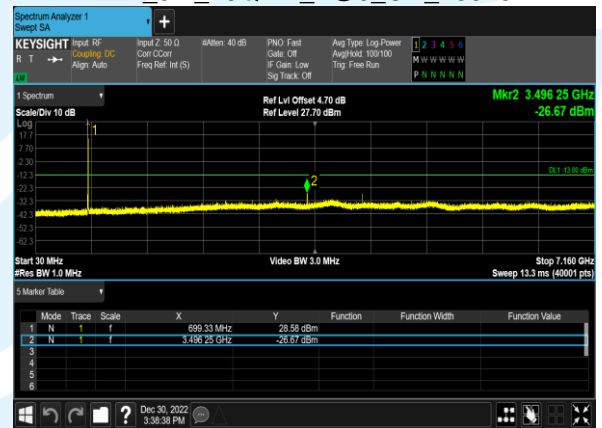 Spectrum Analyzer 1
Swept SA
+
KEYSIGHT Input: RF Input Z: 50 Ω #Atten: 40 dB PNO: Fast Avg Type: Log-Power 1 2 3 4 5 6
R T Coupling: DC Corr CCorr Gate: Off Avg|Hold: 100/100 M W W W W W
Align: Auto Freq Ref: Int (S) IF Gain: Low Trig: Free Run P N N N N N
Sig Track: Off
1 Spectrum Ref Lvl Offset 4.70 dB Mkr2 3.496 25 GHz
Scale/Div 10 dB Ref Level 27.70 dBm -26.67 dBm
Log
1
17.7
7.70
-2.30
DL1 -13.00 dBm
-12.3
2
-22.3
-32.3
-42.3
-52.3
-62.3
Start 30 MHz Video BW 3.0 MHz Stop 7.160 GHz
#Res BW 1.0 MHz Sweep 13.3 ms (40001 pts)
5 Marker Table
Mode Trace Scale X Y Function Function Width Function Value
1 N 1 f 699.33 MHz 28.58 dBm
2 N 1 f 3.496 25 GHz -26.67 dBm
3
4
5
6
? Dec 30, 2022
3:38:38 PM